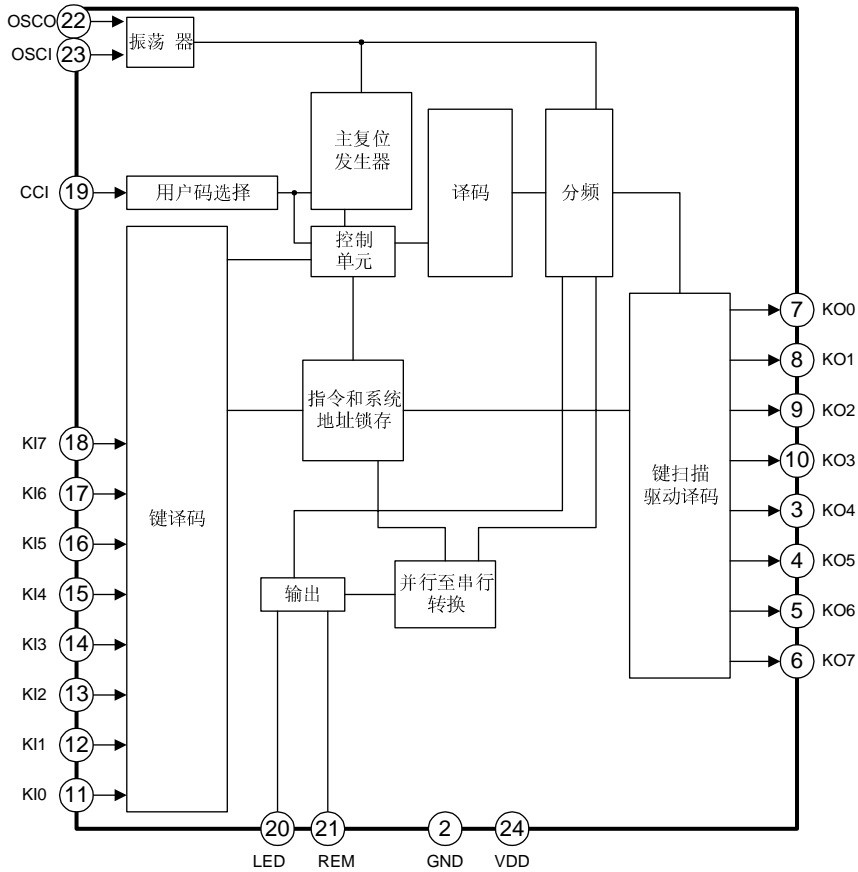 OSCO 22
振荡 器
OSCI 23
主复位
发生器
CCI 19
用户码选择
译码
分频
控制
单元
7 KO0
8 KO1
指令和系统
地址锁存
9 KO2
KI7 18
10 KO3
键扫描
驱动译码
KI6 17
3 KO4
键译码
KI5 16
4 KO5
KI4 15
输出
并行至串行
转换
5 KO6
KI3 14
6 KO7
KI2 13
KI1 12
KI0 11
20 21 2 24
LED REM GND VDD